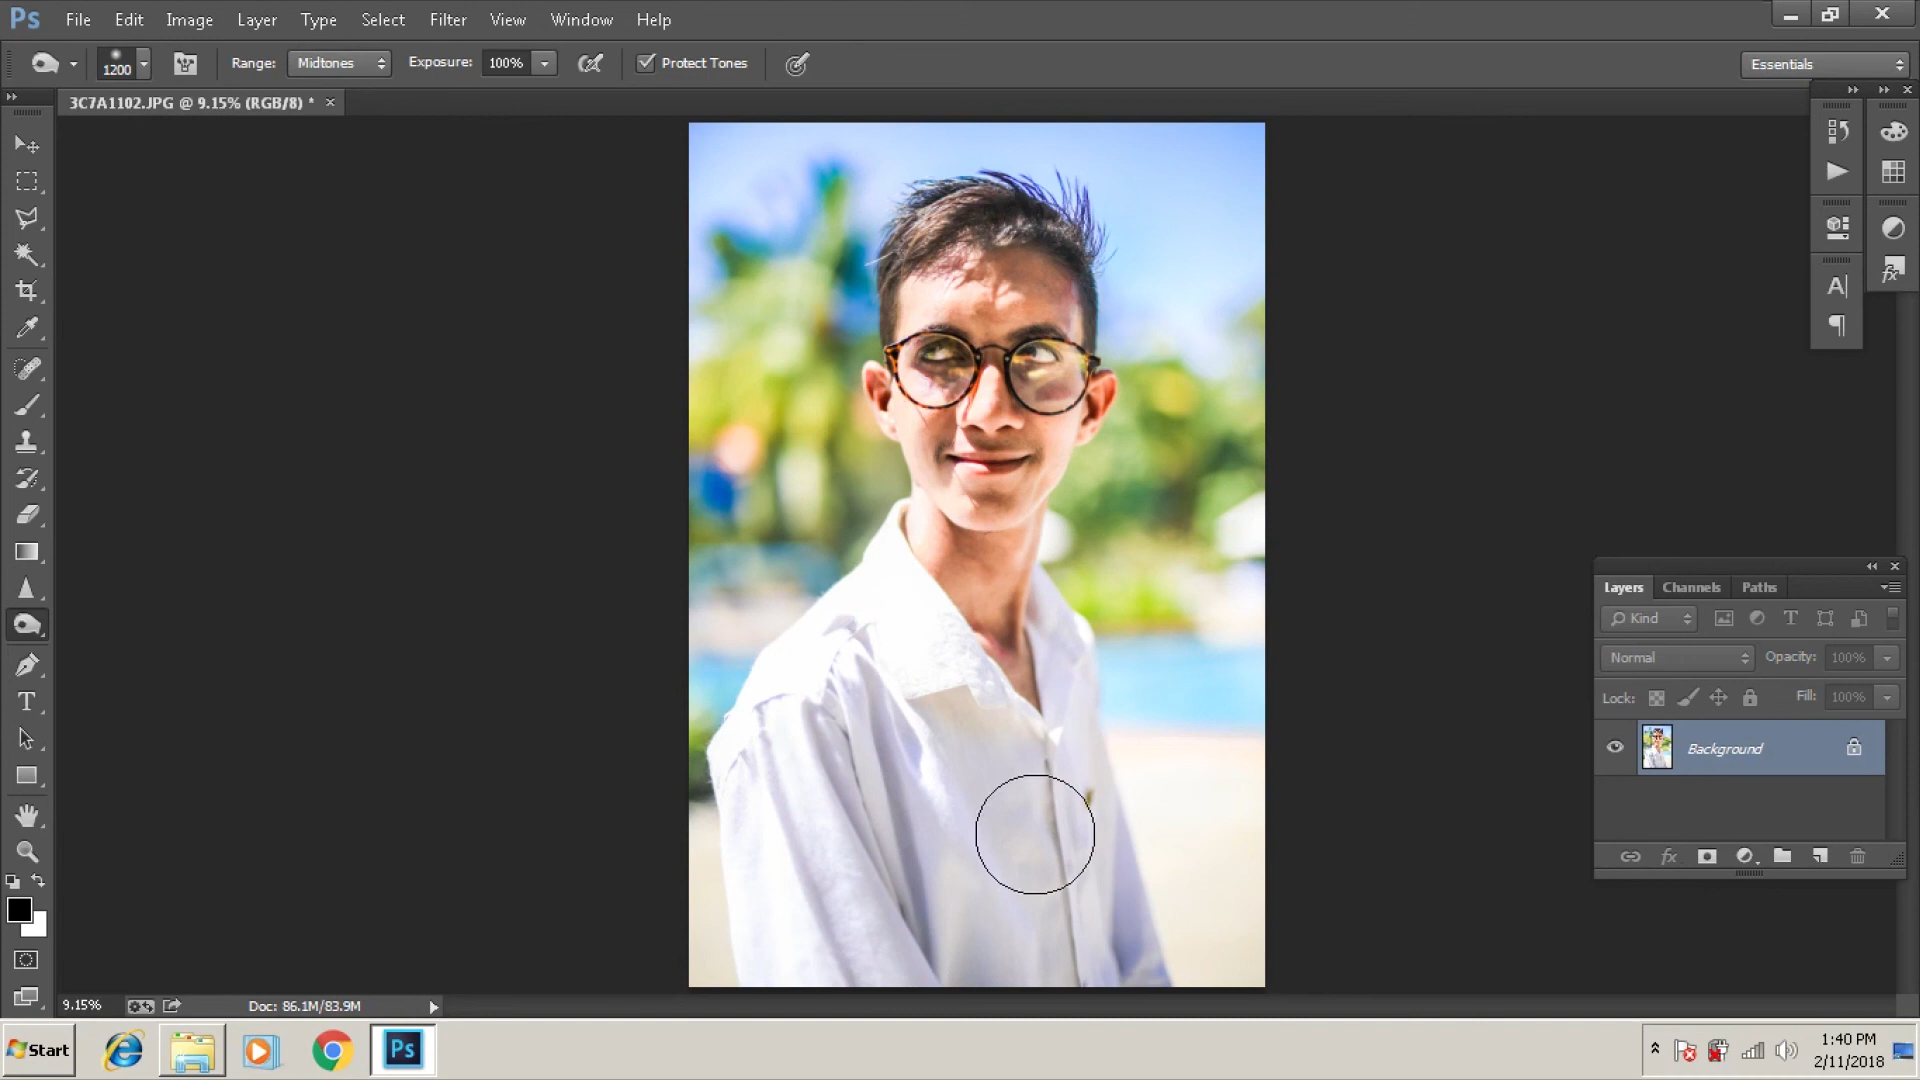 Ps File Edit Image Layer Type Select Filter View Window Help
1200 Range: Midtones Exposure: 100% Protect Tones Essentials
3C7A1102.JPG @ 9.15% (RGB/8) * ×
A|
Layers Channels Paths
Kind T
Normal Opacity: 100%
Lock: Fill: 100%
Background
fx
T
9.15% Doc: 86.1M/83.9M
Start Ps 1:40 PM
2/11/2018